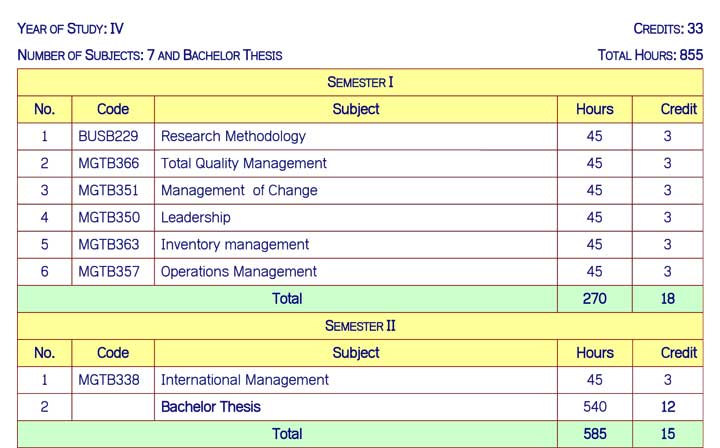 YEAR OF STUDY: IV CREDITS: 33
NUMBER OF SUBJECTS: 7 AND BACHELOR THESIS TOTAL HOURS: 855
SEMESTER I
No. Code Subject Hours Credit
1 BUSB229 Research Methodology 45 3
2 MGTB366 Total Quality Management 45 3
3 MGTB351 Management of Change 45 3
4 MGTB350 Leadership 45 3
5 MGTB363 Inventory management 45 3
6 MGTB357 Operations Management 45 3
Total 270 18
SEMESTER II
No. Code Subject Hours Credit
1 MGTB338 International Management 45 3
2 Bachelor Thesis 540 12
Total 585 15